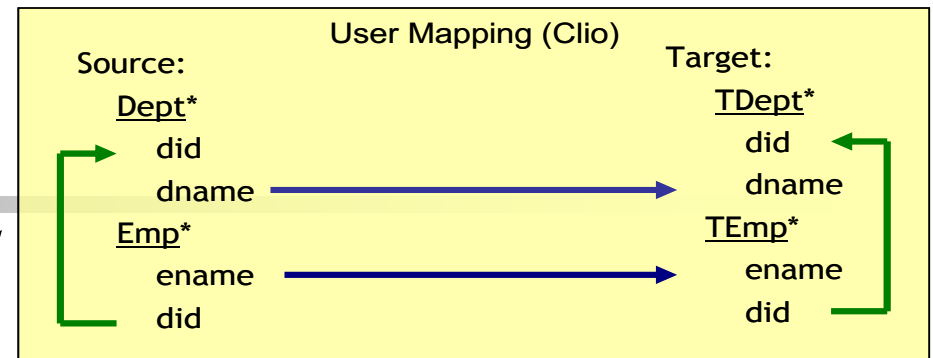 User Mapping (Clio)
Source:
Dept*
did
dname
Emp*
ename
did
Target:
TDept*
did
dname
TEmp*
ename
did